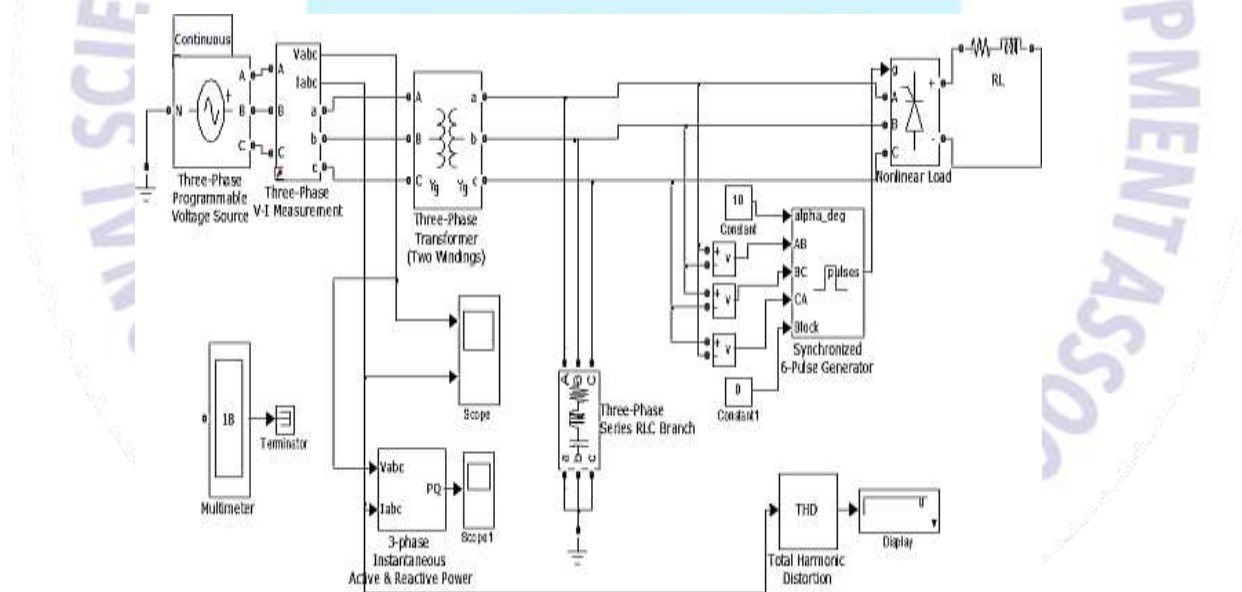 Continuous
Vabc
Iabc
A
B
C
N
A
B
C
a
b
c
Three-Phase
Programmable
Voltage Source
Three-Phase
V-I Measurement
A
B
C
a
b
c
Yg
Yg
Three-Phase
Transformer
(Two Windings)
g
A
B
C
+
-
Nonlinear Load
RL
10
Constant
alpha_deg
AB
BC
CA
Block
pulses
Synchronized
6-Pulse Generator
+
-
v
+
-
v
+
-
v
0
Constant1
Scope
18
Multimeter
Terminator
Vabc
Iabc
PQ
3-phase
Instantaneous
Active & Reactive Power
Scope1
A
B
C
a
b
c
Three-Phase
Series RLC Branch
THD
Total Harmonic
Distortion
0
Display
PMENT ASSOC